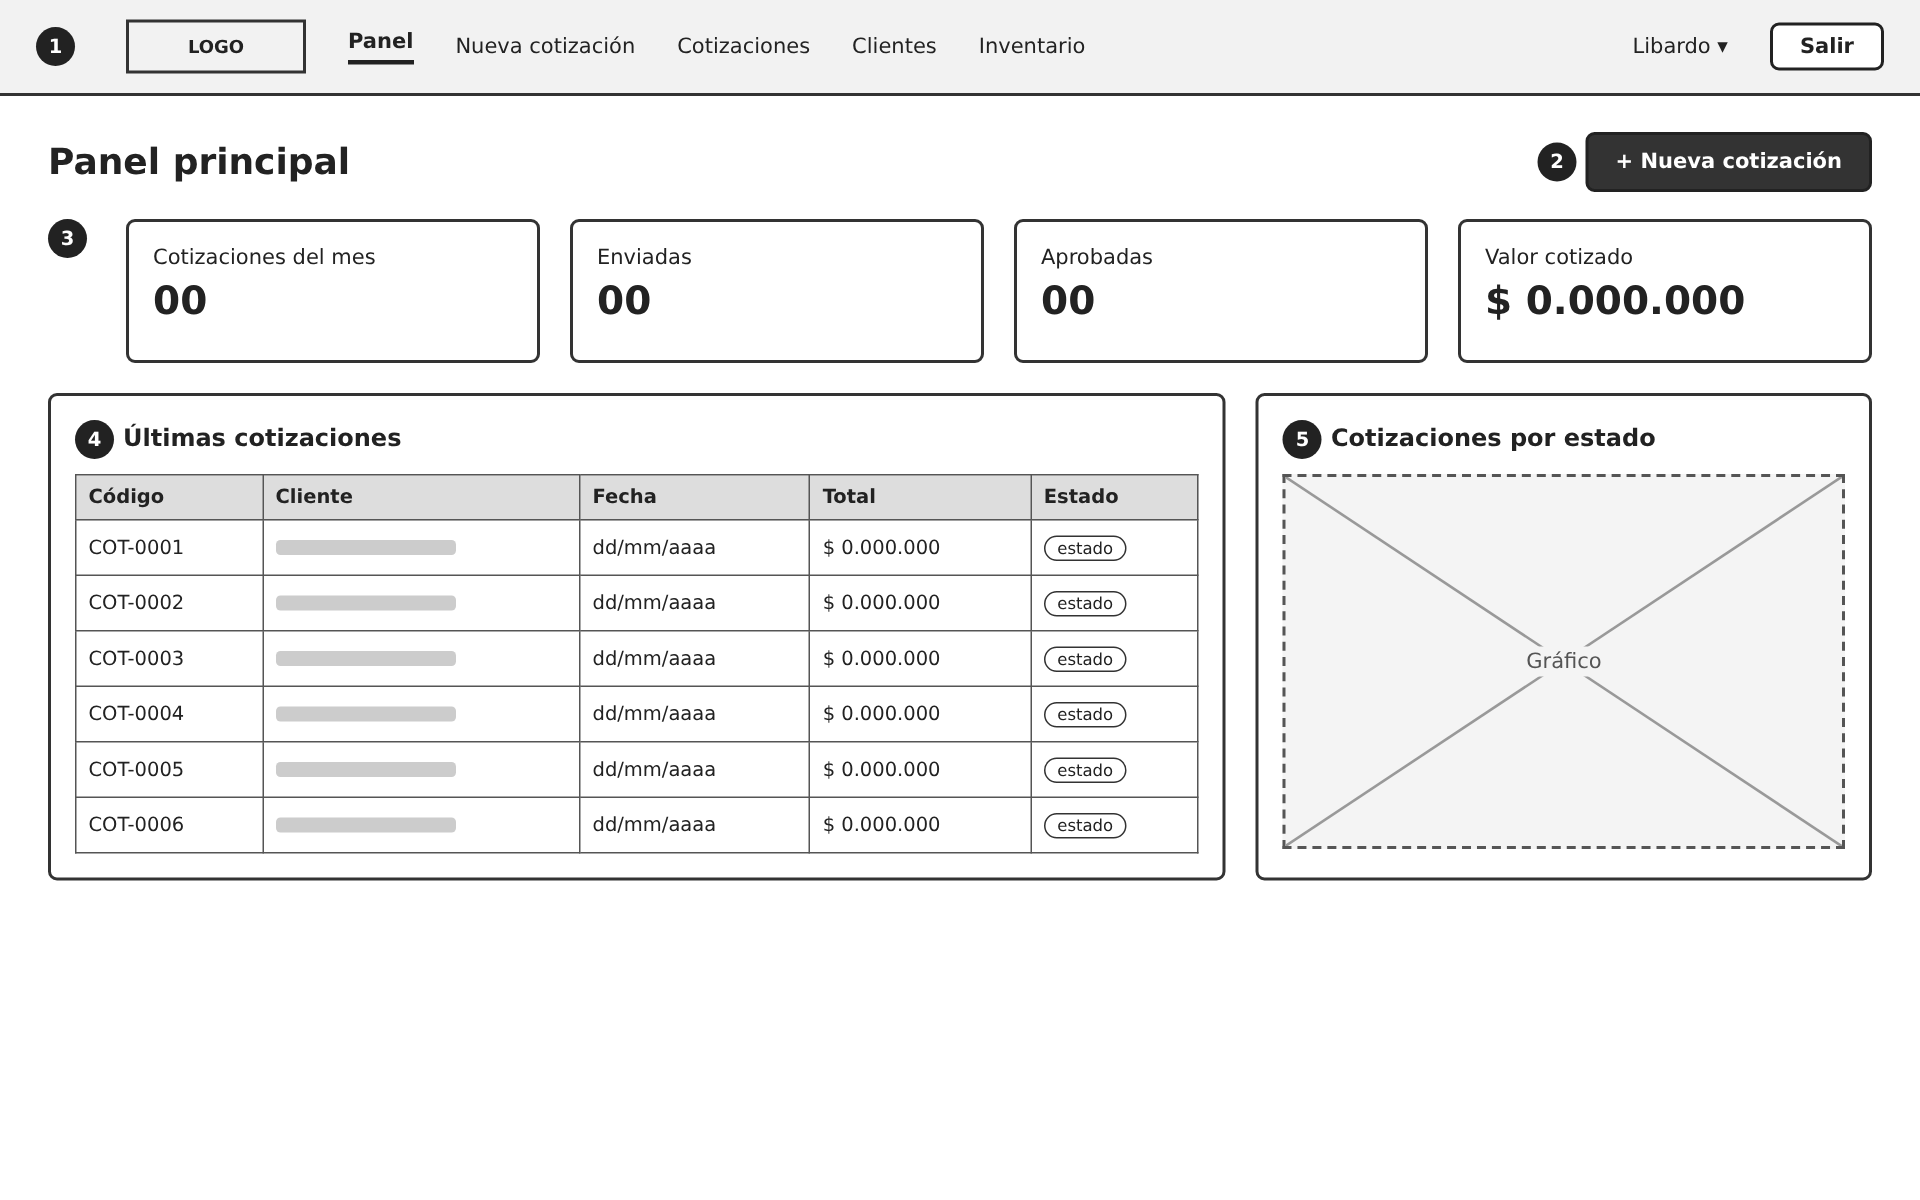 1 LOGO Panel Nueva cotización Cotizaciones Clientes Inventario Libardo ▾ Salir
Panel principal 2 + Nueva cotización
3
Cotizaciones del mes
00
Enviadas
00
Aprobadas
00
Valor cotizado
$ 0.000.000
4 Últimas cotizaciones
Código Cliente Fecha Total Estado
COT-0001 dd/mm/aaaa $ 0.000.000 estado
COT-0002 dd/mm/aaaa $ 0.000.000 estado
COT-0003 dd/mm/aaaa $ 0.000.000 estado
COT-0004 dd/mm/aaaa $ 0.000.000 estado
COT-0005 dd/mm/aaaa $ 0.000.000 estado
COT-0006 dd/mm/aaaa $ 0.000.000 estado
5 Cotizaciones por estado
Gráfico